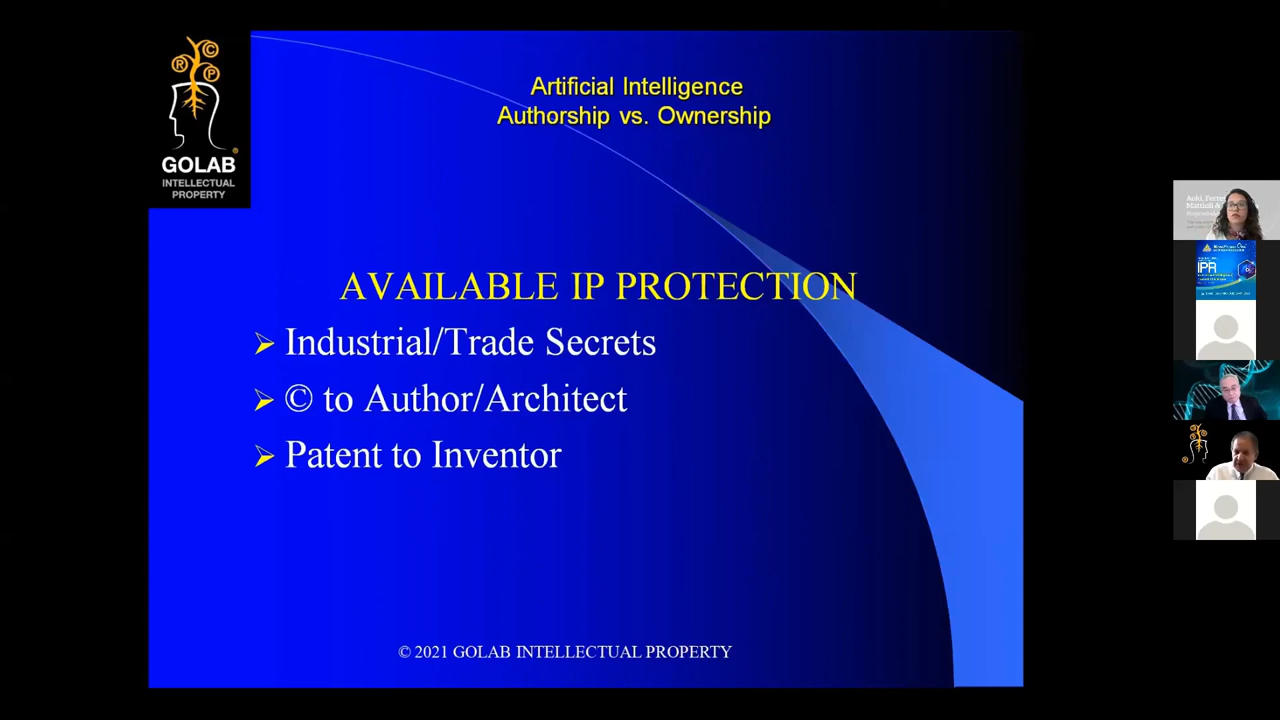 © 
R
P
GOLAB
®
INTELLECTUAL
PROPERTY
Artificial Intelligence
Authorship vs. Ownership
AVAILABLE IP PROTECTION
Industrial/Trade Secrets
© to Author/Architect
Patent to Inventor
© 2021 GOLAB INTELLECTUAL PROPERTY
IPR